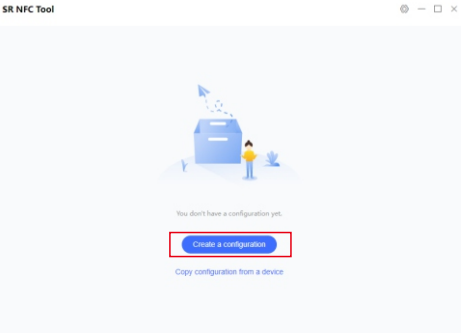 SR NFC Tool
You don't have a configuration yet.
Create a configuration
Copy configuration from a device